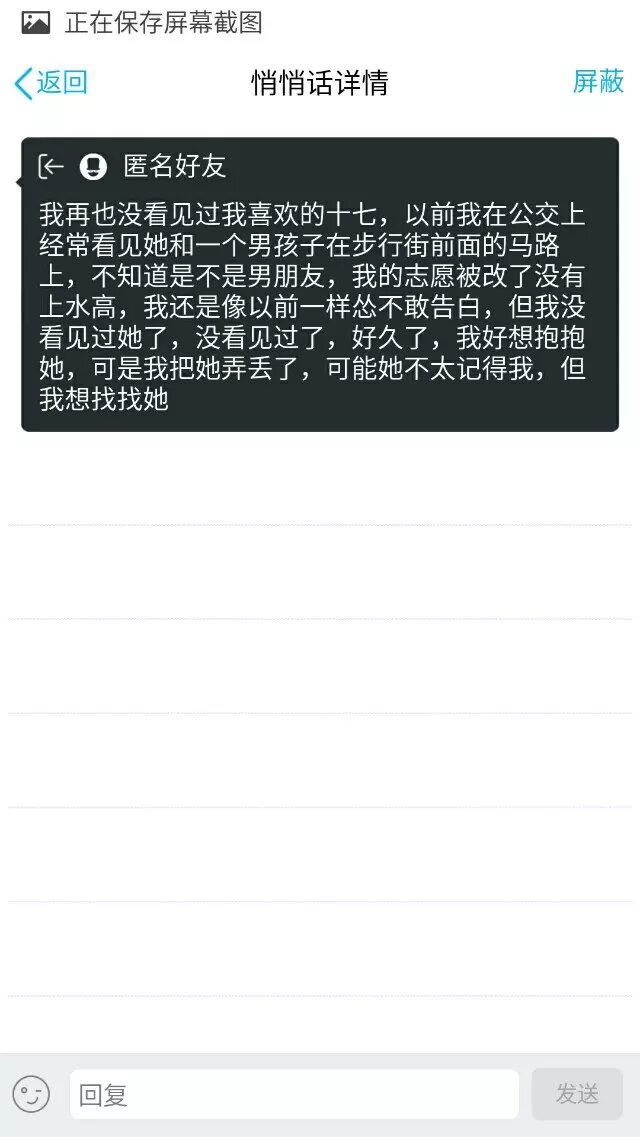 正在保存屏幕截图
返回
悄悄话详情
屏蔽
匿名好友
我再也没看见过我喜欢的十七，以前我在公交上
经常看见她和一个男孩子在步行街前面的马路
上，不知道是不是男朋友，我的志愿被改了没有
上水高，我还是像以前一样怂不敢告白，但我没
看见过她了，没看见过了，好久了，我好想抱抱
她，可是我把她弄丢了，可能她不太记得我，但
我想找找她
回复
发送